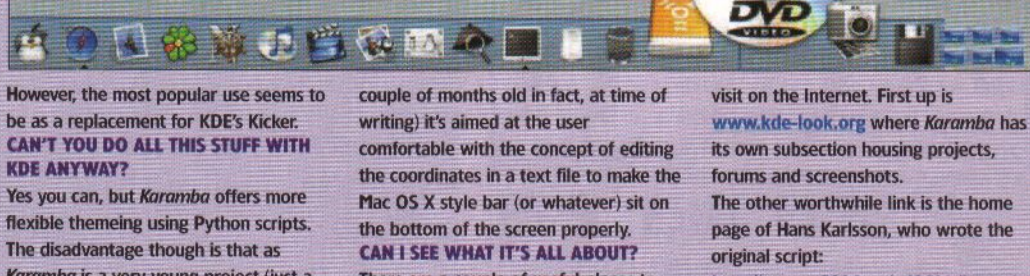 DVD
VIDEO
However, the most popular use seems to
be as a replacement for KDE's Kicker.
CAN'T YOU DO ALL THIS STUFF WITH
KDE ANYWAY?
Yes you can, but Karamba offers more
flexible themeing using Python scripts.
The disadvantage though is that as
Karamba is a very young project (just a
couple of months old in fact, at time of
writing) it's aimed at the user
comfortable with the concept of editing
the coordinates in a text file to make the
Mac OS X style bar (or whatever) sit on
the bottom of the screen properly.
CAN I SEE WHAT IT'S ALL ABOUT?
visit on the Internet. First up is
www.kde-look.org where Karamba has
its own subsection housing projects,
forums and screenshots.
The other worthwhile link is the home
page of Hans Karlsson, who wrote the
original script: